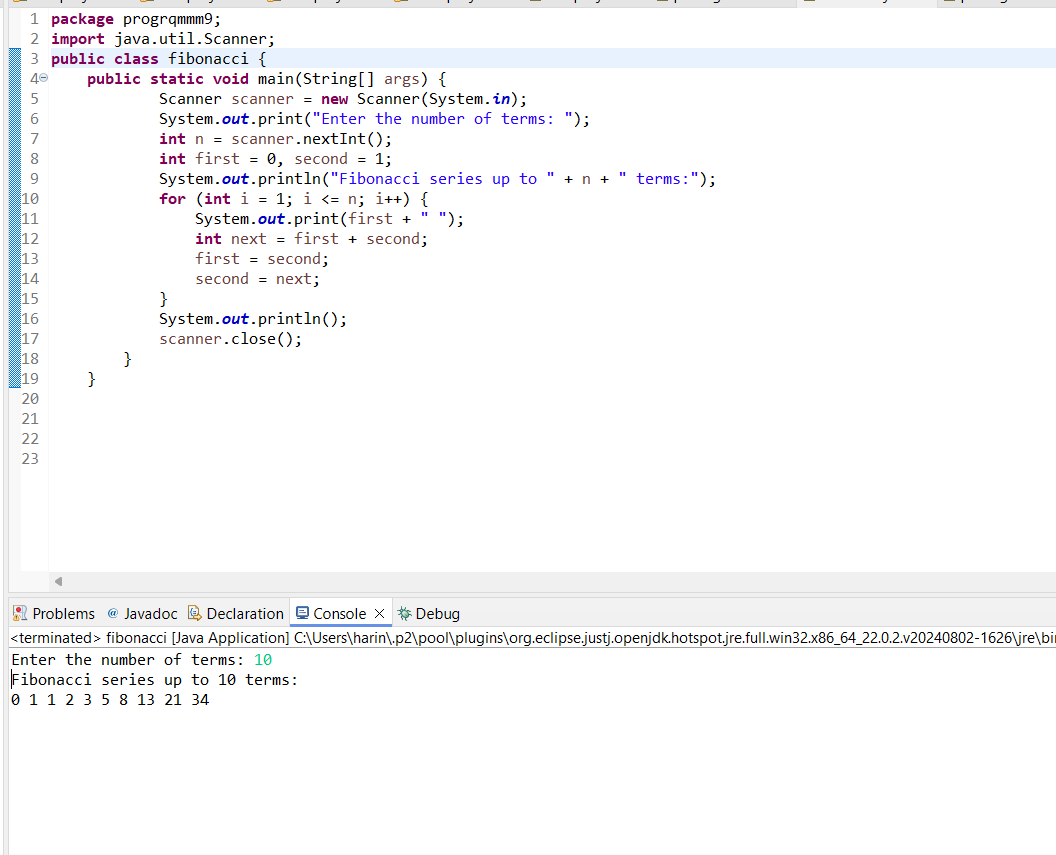 1 package progrqmmm9;
2 import java.util.Scanner;
3 public class fibonacci {
4 public static void main(String[] args) {
5 Scanner scanner = new Scanner(System.in);
6 System.out.print("Enter the number of terms: ");
7 int n = scanner.nextInt();
8 int first = 0, second = 1;
9 System.out.println("Fibonacci series up to " + n + " terms:");
10 for (int i = 1; i <= n; i++) {
11 System.out.print(first + " ");
12 int next = first + second;
13 first = second;
14 second = next;
15 }
16 System.out.println();
17 scanner.close();
18 }
19 }
20
21
22
23
Problems @ Javadoc Declaration Console Debug
<terminated> fibonacci [Java Application] C:\Users\harin\.p2\pool\plugins\org.eclipse.justj.openjdk.hotspot.jre.full.win32.x86_64_22.0.2.v20240802-1626\jre\bin
Enter the number of terms: 10
Fibonacci series up to 10 terms:
0 1 1 2 3 5 8 13 21 34